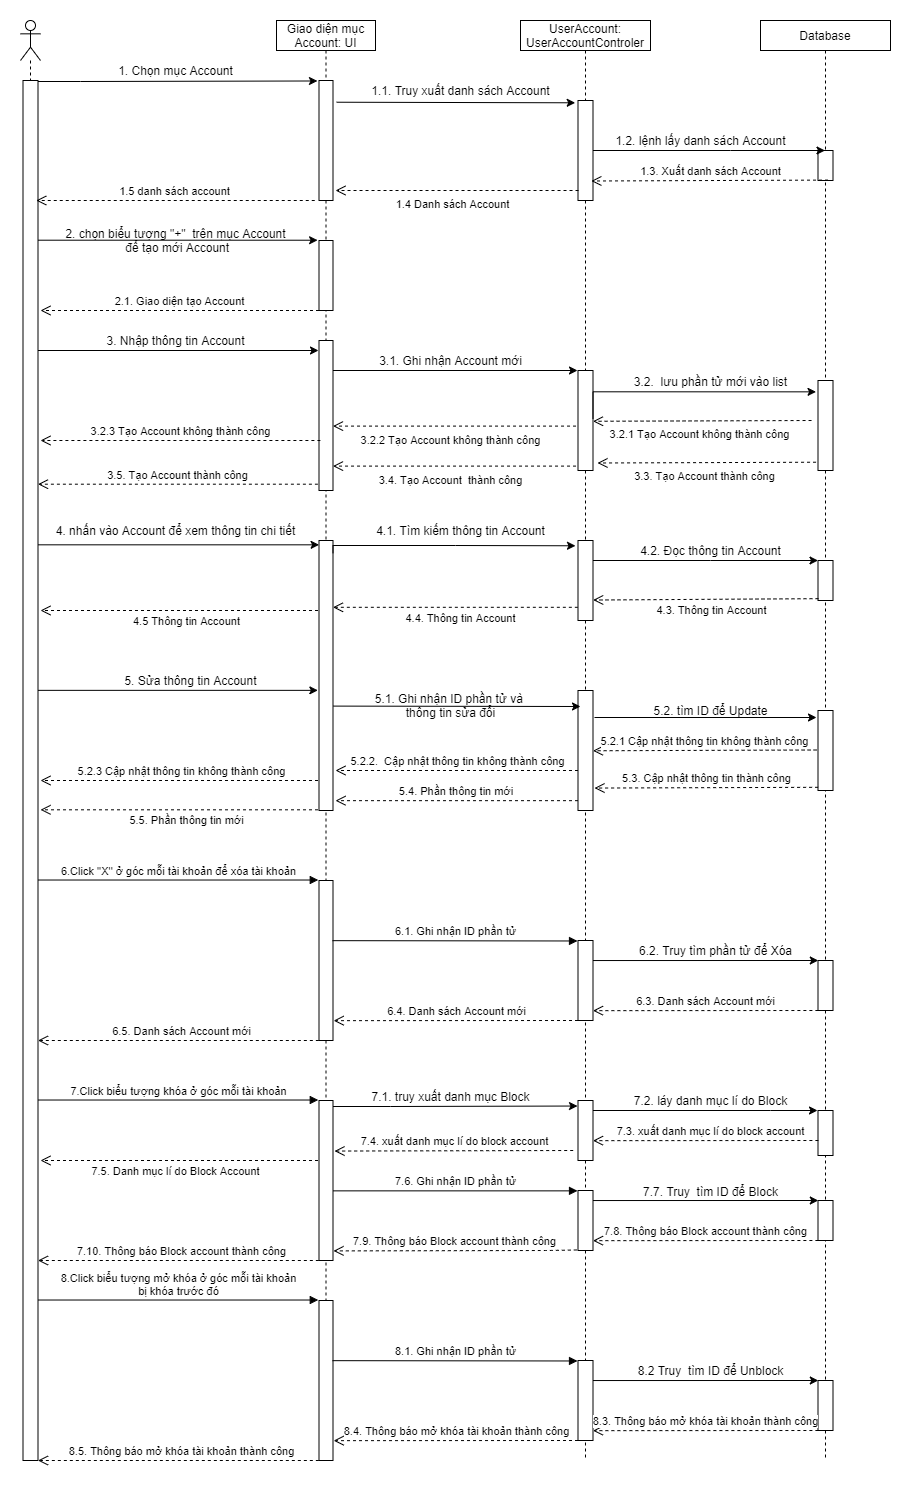 Giao diện mục
Account: UI
UserAccount:
UserAccountControler
Database
1. Chọn mục Account
1.1. Truy xuất danh sách Account
1.2. lệnh lấy danh sách Account
1.3. Xuất danh sách Account
1.4 Danh sách Account
1.5 danh sách account
2. chọn biểu tượng "+"  trên mục Account
để tạo mới Account
2.1. Giao diện tạo Account
3. Nhập thông tin Account
3.1. Ghi nhận Account mới
3.2.  lưu phần tử mới vào list
3.2.1 Tạo Account không thành công
3.2.2 Tạo Account không thành công
3.2.3 Tạo Account không thành công
3.3. Tạo Account thành công
3.4. Tạo Account  thành công
3.5. Tạo Account thành công
4. nhấn vào Account để xem thông tin chi tiết
4.1. Tìm kiếm thông tin Account
4.2. Đọc thông tin Account
4.3. Thông tin Account
4.4. Thông tin Account
4.5 Thông tin Account
5. Sửa thông tin Account
5.1. Ghi nhận ID phần tử và
thông tin sửa đổi
5.2. tìm ID để Update
5.2.1 Cập nhật thông tin không thành công
5.2.2.  Cập nhật thông tin không thành công
5.2.3 Cập nhật thông tin không thành công
5.3. Cập nhật thông tin thành công
5.4. Phần thông tin mới
5.5. Phần thông tin mới
6.Click "X" ở góc mỗi tài khoản để xóa tài khoản
6.1. Ghi nhận ID phần tử
6.2. Truy tìm phần tử để Xóa
6.3. Danh sách Account mới
6.4. Danh sách Account mới
6.5. Danh sách Account mới
7.Click biểu tượng khóa ở góc mỗi tài khoản
7.1. truy xuất danh mục Block
7.2. láy danh mục lí do Block
7.3. xuất danh mục lí do block account
7.4. xuất danh mục lí do block account
7.5. Danh mục lí do Block Account
7.6. Ghi nhận ID phần tử
7.7. Truy  tìm ID để Block
7.8. Thông báo Block account thành công
7.9. Thông báo Block account thành công
7.10. Thông báo Block account thành công
8.Click biểu tượng mở khóa ở góc mỗi tài khoản
bị khóa trước đó
8.1. Ghi nhận ID phần tử
8.2 Truy  tìm ID để Unblock
8.3. Thông báo mở khóa tài khoản thành công
8.4. Thông báo mở khóa tài khoản thành công
8.5. Thông báo mở khóa tài khoản thành công